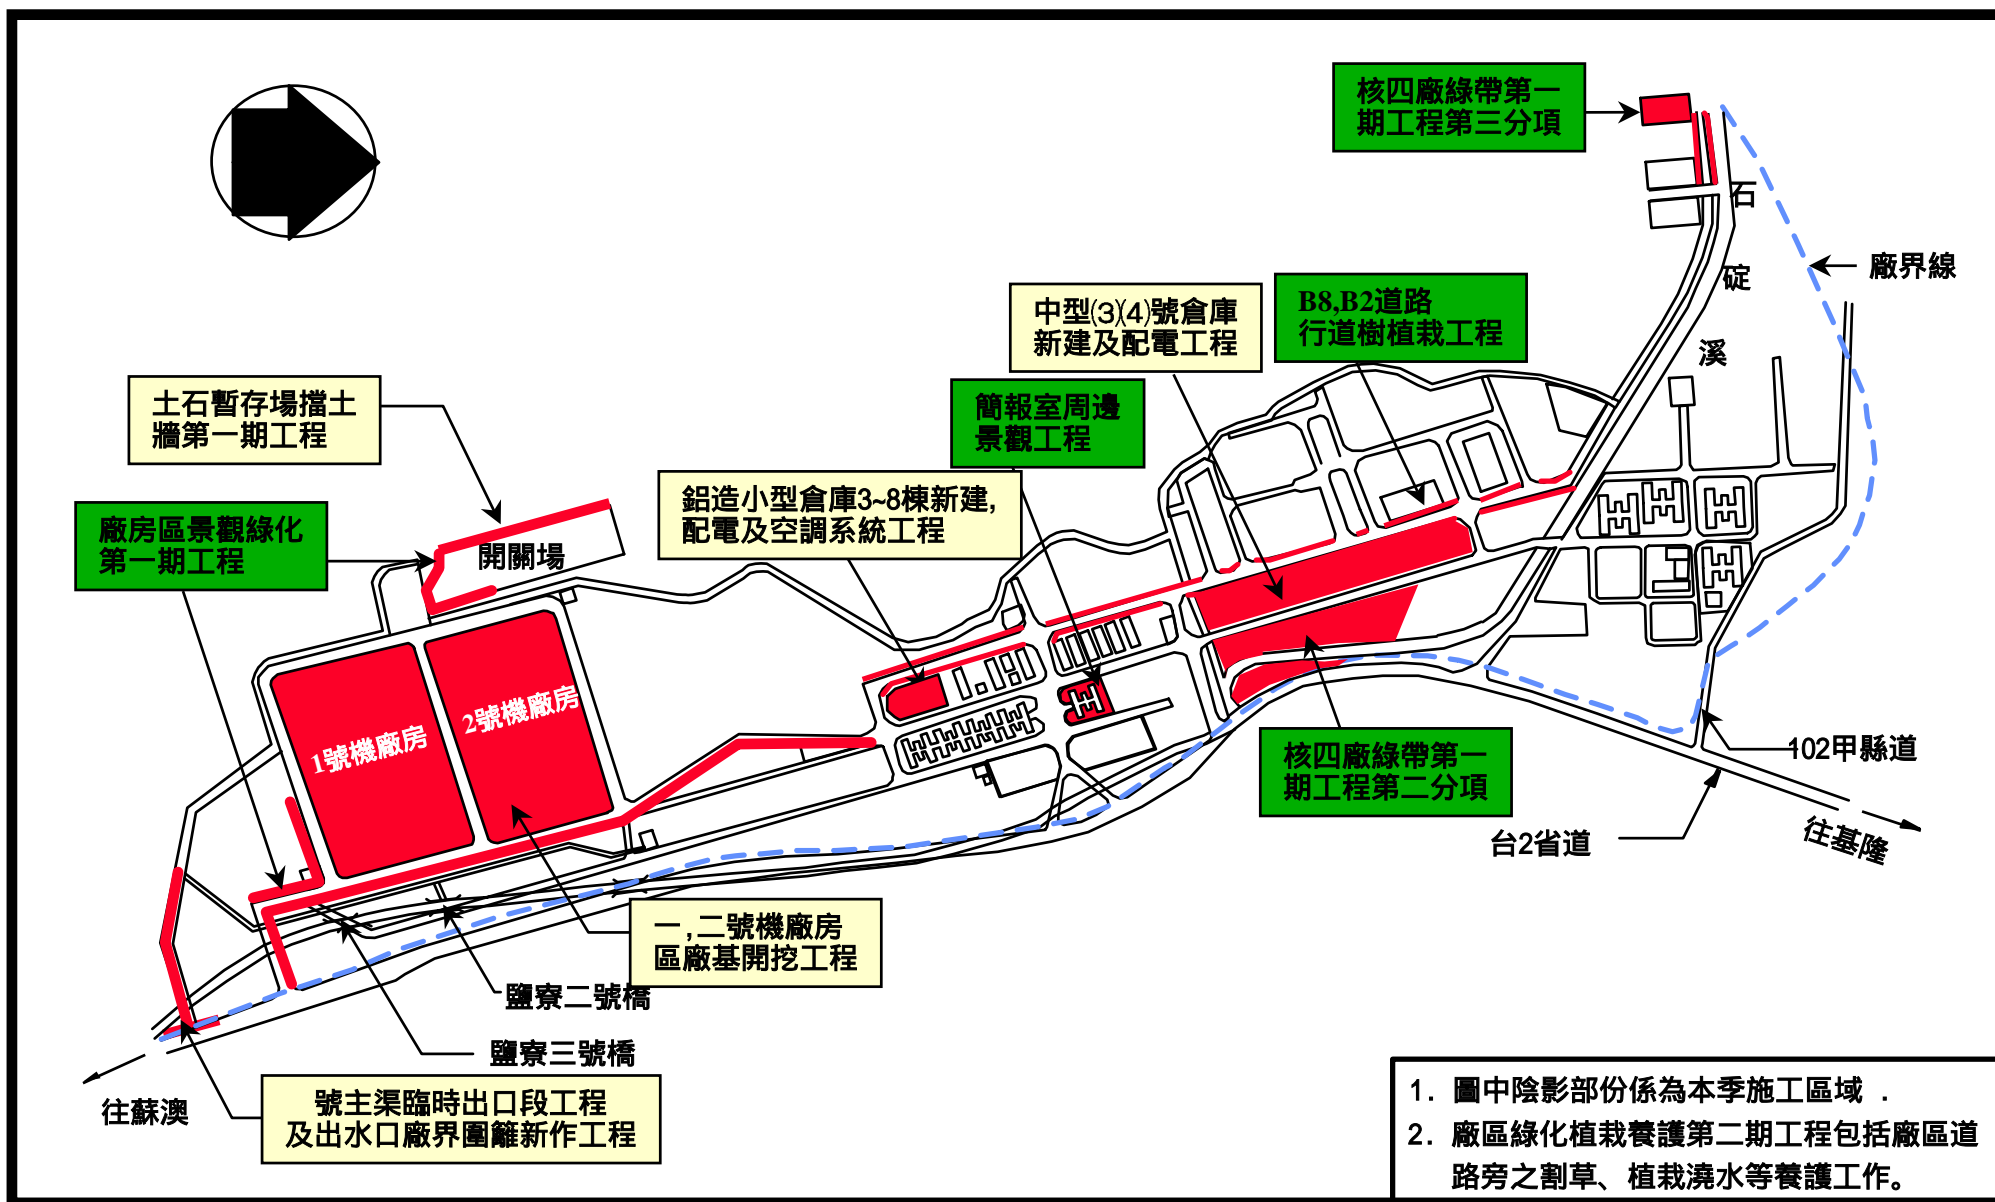 核四廠綠帶第一
期工程第三分項
石
碇
溪
廠界線
B8,B2道路
行道樹植栽工程
中型(3)(4)號倉庫
新建及配電工程
簡報室周邊
景觀工程
土石暫存場擋土
牆第一期工程
鋁造小型倉庫3~8棟新建,
配電及空調系統工程
廠房區景觀綠化
第一期工程
開關場
1號機廠房
2號機廠房
核四廠綠帶第一
期工程第二分項
102甲縣道
台2省道
往基隆
一,二號機廠房
區廠基開挖工程
鹽寮二號橋
鹽寮三號橋
往蘇澳
號主渠臨時出口段工程
及出水口廠界圍籬新作工程
1. 圖中陰影部份係為本季施工區域 .
2. 廠區綠化植栽養護第二期工程包括廠區道
路旁之割草、植栽澆水等養護工作。